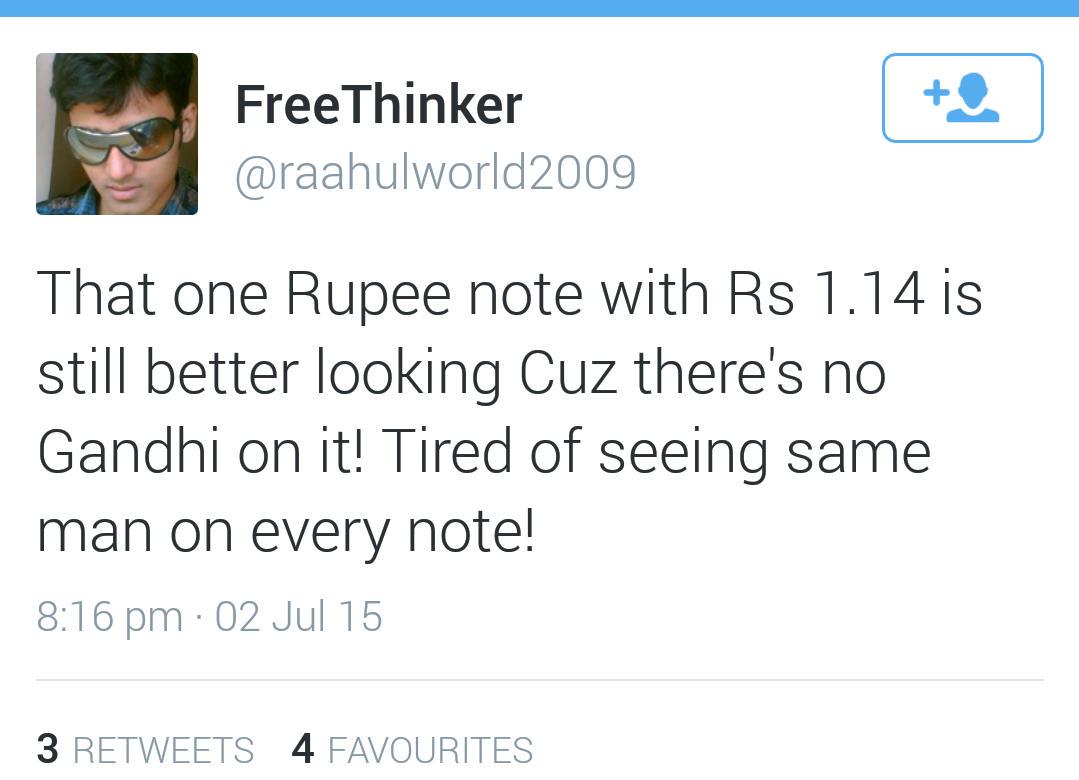 FreeThinker
@raahulworld2009
That one Rupee note with Rs 1.14 is
still better looking Cuz there's no
Gandhi on it! Tired of seeing same
man on every note!
8:16 pm · 02 Jul 15
3 RETWEETS 4 FAVOURITES